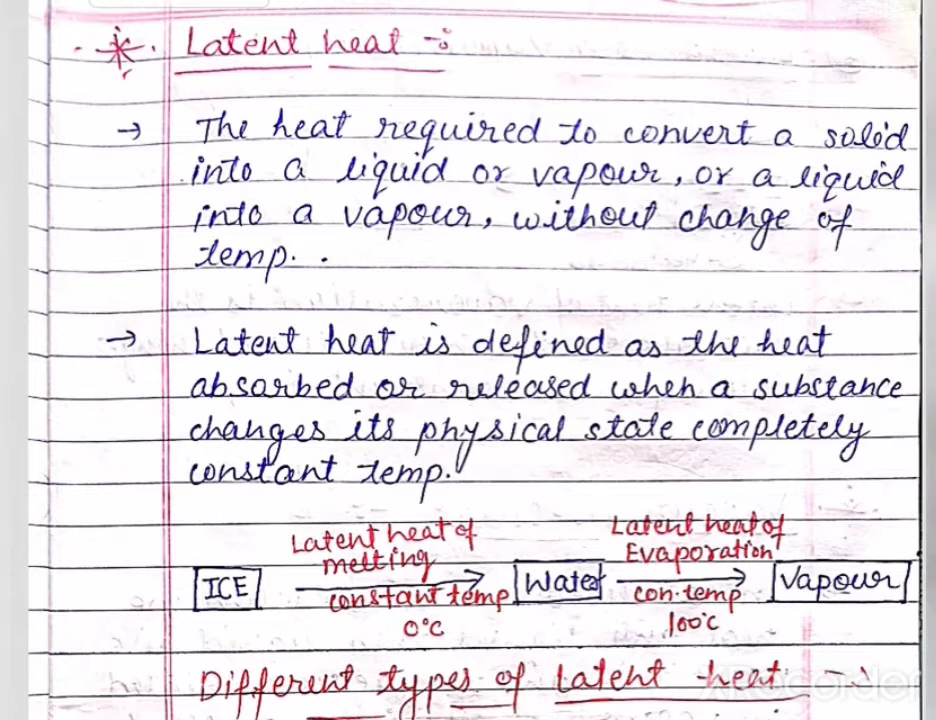 * Latent heat :-
→ The heat required to convert a solid
into a liquid or vapour, or a liquid
into a vapour, without change of
temp. .
→ Latent heat is defined as the heat
absorbed or released when a substance
changes its physical state completely
constant temp.
Latent heat of
melting
ICE → Water
constant temp
0°C
Latent heat of
Evaporation
→ Vapour
con. temp
100°C
Different types of Latent heat :-
XRecorder